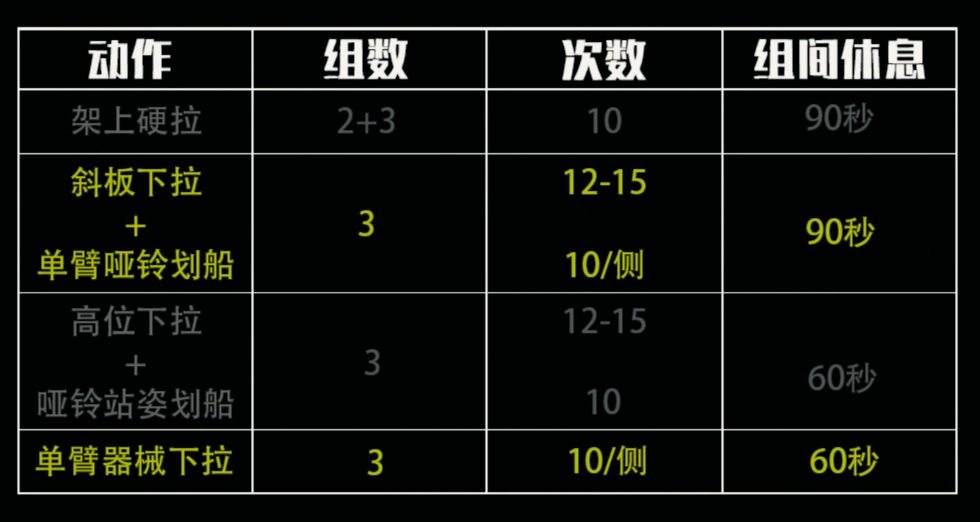 动作 组数 次数 组间休息
架上硬拉 2+3 10 90秒
斜板下拉 12-15
+ 3 90秒
单臂哑铃划船 10/侧
高位下拉 12-15
+ 3 60秒
哑铃站姿划船 10
单臂器械下拉 3 10/侧 60秒